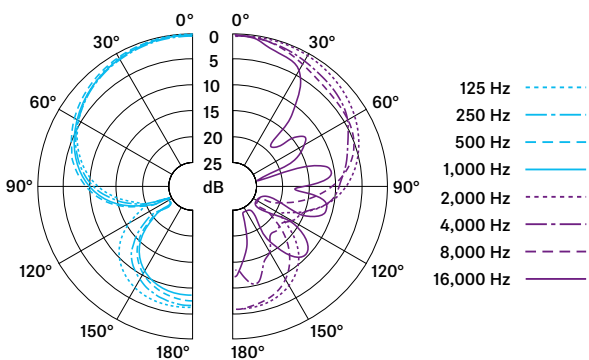 0° 0°
30° 0 30°
5
60° 10 60°
15
20
25
90° dB 90°
120° 120°
150° 150°
180° 180°
125 Hz
250 Hz
500 Hz
1,000 Hz
2,000 Hz
4,000 Hz
8,000 Hz
16,000 Hz